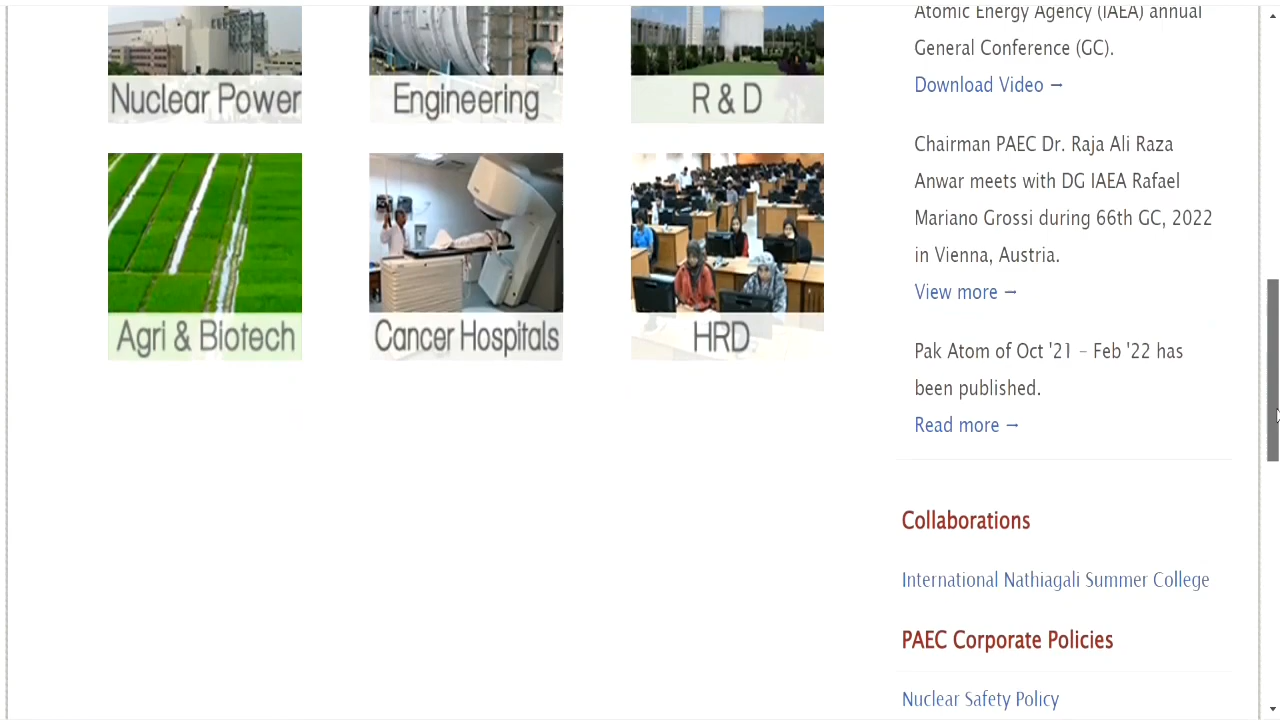 Nuclear Power
Engineering
R & D
Agri & Biotech
Cancer Hospitals
HRD
Atomic Energy Agency (IAEA) annual
General Conference (GC).
Download Video →
Chairman PAEC Dr. Raja Ali Raza
Anwar meets with DG IAEA Rafael
Mariano Grossi during 66th GC, 2022
in Vienna, Austria.
View more →
Pak Atom of Oct '21 – Feb '22 has
been published.
Read more →
Collaborations
International Nathiagali Summer College
PAEC Corporate Policies
Nuclear Safety Policy